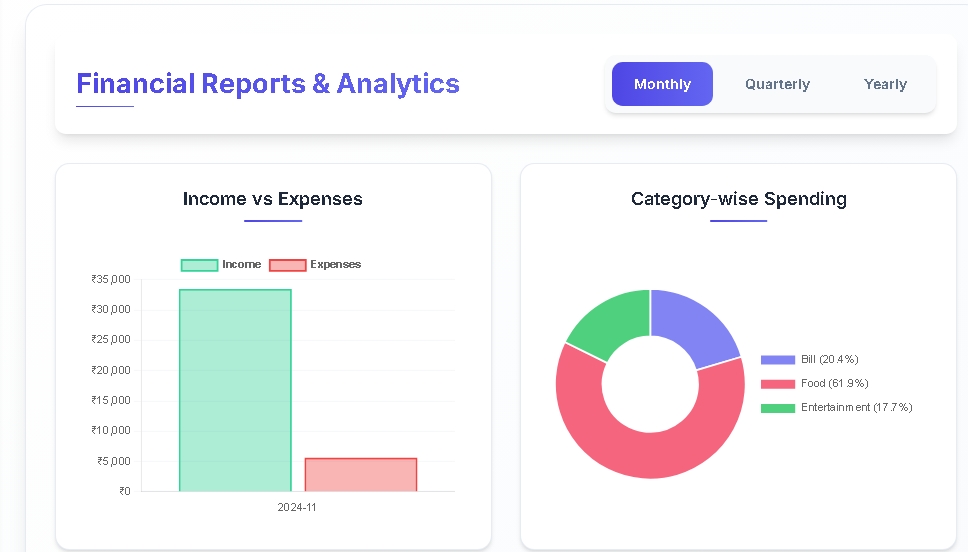 Financial Reports & Analytics
Monthly Quarterly Yearly
Income vs Expenses
Income Expenses
₹35,000
₹30,000
₹25,000
₹20,000
₹15,000
₹10,000
₹5,000
₹0
2024-11
Category-wise Spending
Bill (20.4%)
Food (61.9%)
Entertainment (17.7%)